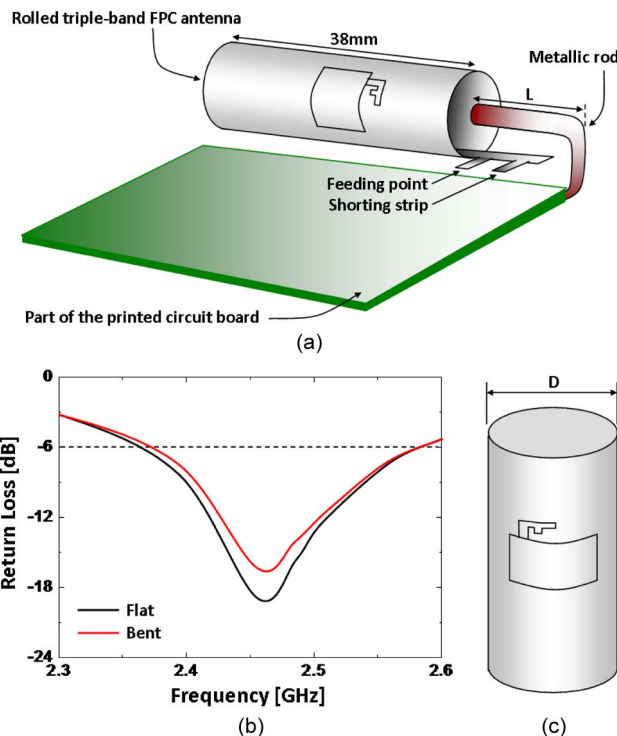 Rolled triple-band FPC antenna
38mm
Metallic rod
L
Feeding point
Shorting strip
Part of the printed circuit board
(a)
0
-6
-12
-18
-24
Return Loss [dB]
Flat
Bent
2.3
2.4
2.5
2.6
Frequency [GHz]
(b)
D
(c)